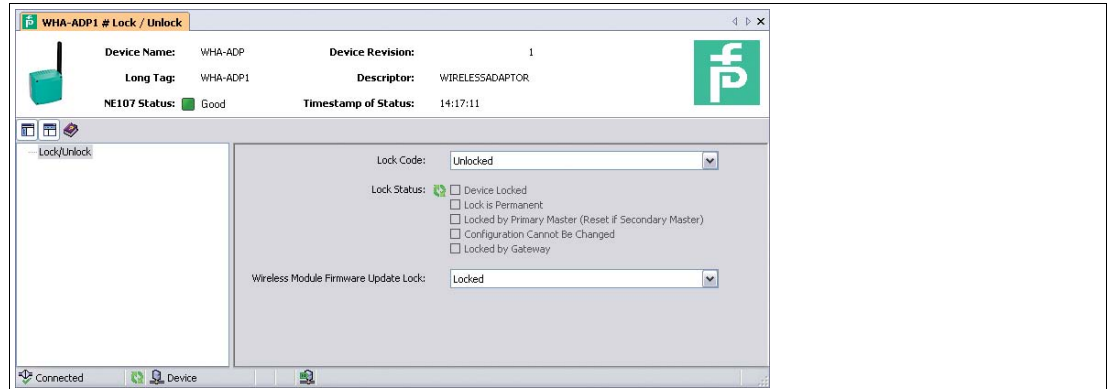 WHA-ADP1 # Lock / Unlock
Device Name: WHA-ADP Device Revision: 1
Long Tag: WHA-ADP1 Descriptor: WIRELESSADAPTOR
NE107 Status: Good Timestamp of Status: 14:17:11
Lock/Unlock
Lock Code: Unlocked
Lock Status: Device Locked
Lock is Permanent
Locked by Primary Master (Reset if Secondary Master)
Configuration Cannot Be Changed
Locked by Gateway
Wireless Module Firmware Update Lock: Locked
Connected Device